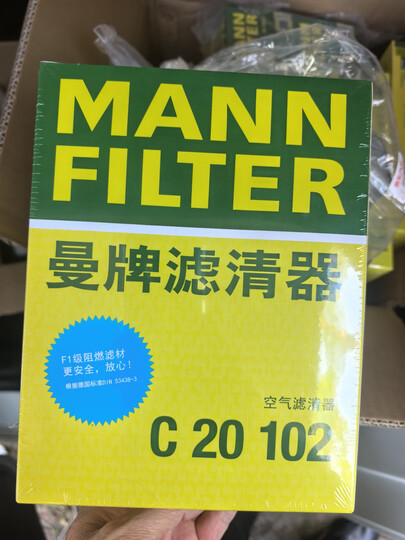 MANN
FILTER
曼牌滤清器
F1级阻燃滤材
更安全，放心！
根据德国标准DIN 53438-3
空气滤清器
C 20 102